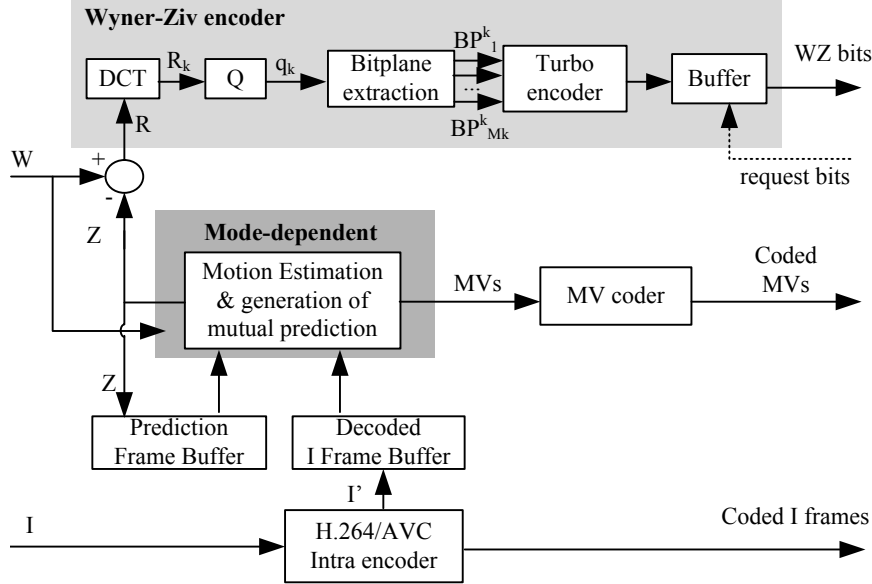 Wyner-Ziv encoder
DCT
R_k
Q
q_k
Bitplane
extraction
BP^k_1
...
BP^k_Mk
Turbo
encoder
Buffer
WZ bits
R
request bits
W
+
-
Z
Mode-dependent
Motion Estimation
& generation of
mutual prediction
MVs
MV coder
Coded
MVs
Z
Prediction
Frame Buffer
Decoded
I Frame Buffer
I'
I
H.264/AVC
Intra encoder
Coded I frames